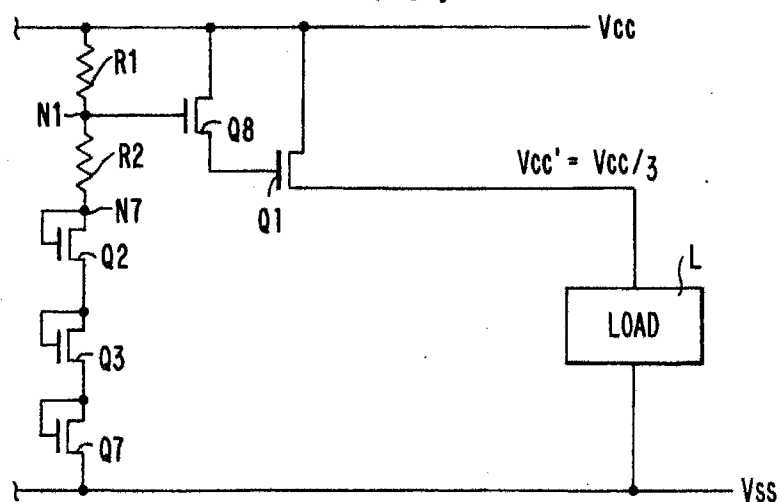 Vcc
R1
N1
Q8
R2
Vcc' = Vcc/3
Q1
N7
Q2
L
LOAD
Q3
Q7
Vss